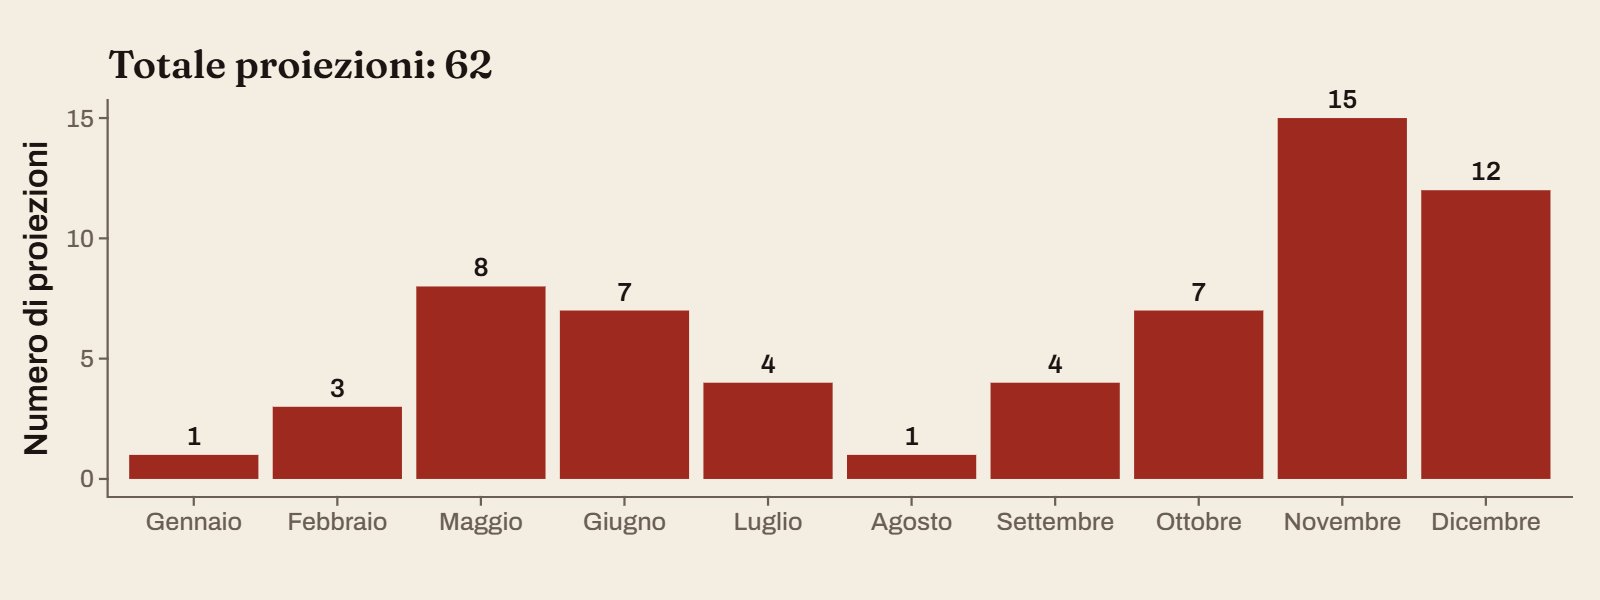 Totale proiezioni: 62
Numero di proiezioni
15
10
5
0
1
3
8
7
4
1
4
7
15
12
Gennaio
Febbraio
Maggio
Giugno
Luglio
Agosto
Settembre
Ottobre
Novembre
Dicembre